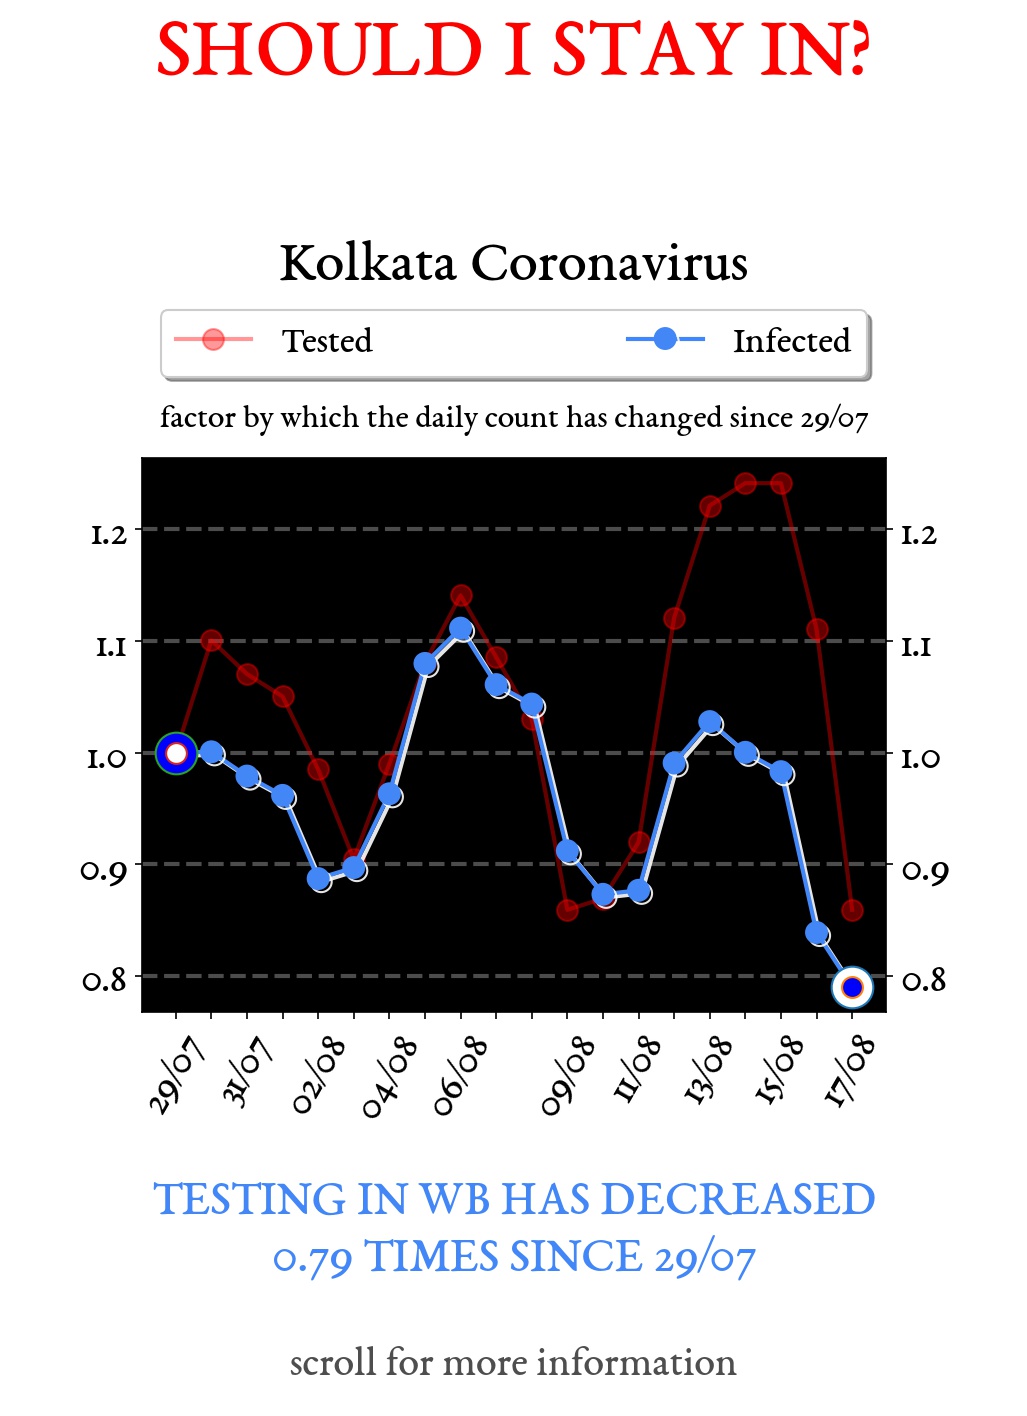 SHOULD I STAY IN?
Kolkata Coronavirus
Tested Infected
factor by which the daily count has changed since 29/07
1.2 1.2
1.1 1.1
1.0 1.0
0.9 0.9
0.8 0.8
29/07 31/07 02/08 04/08 06/08 09/08 11/08 13/08 15/08 17/08
TESTING IN WB HAS DECREASED
0.79 TIMES SINCE 29/07
scroll for more information